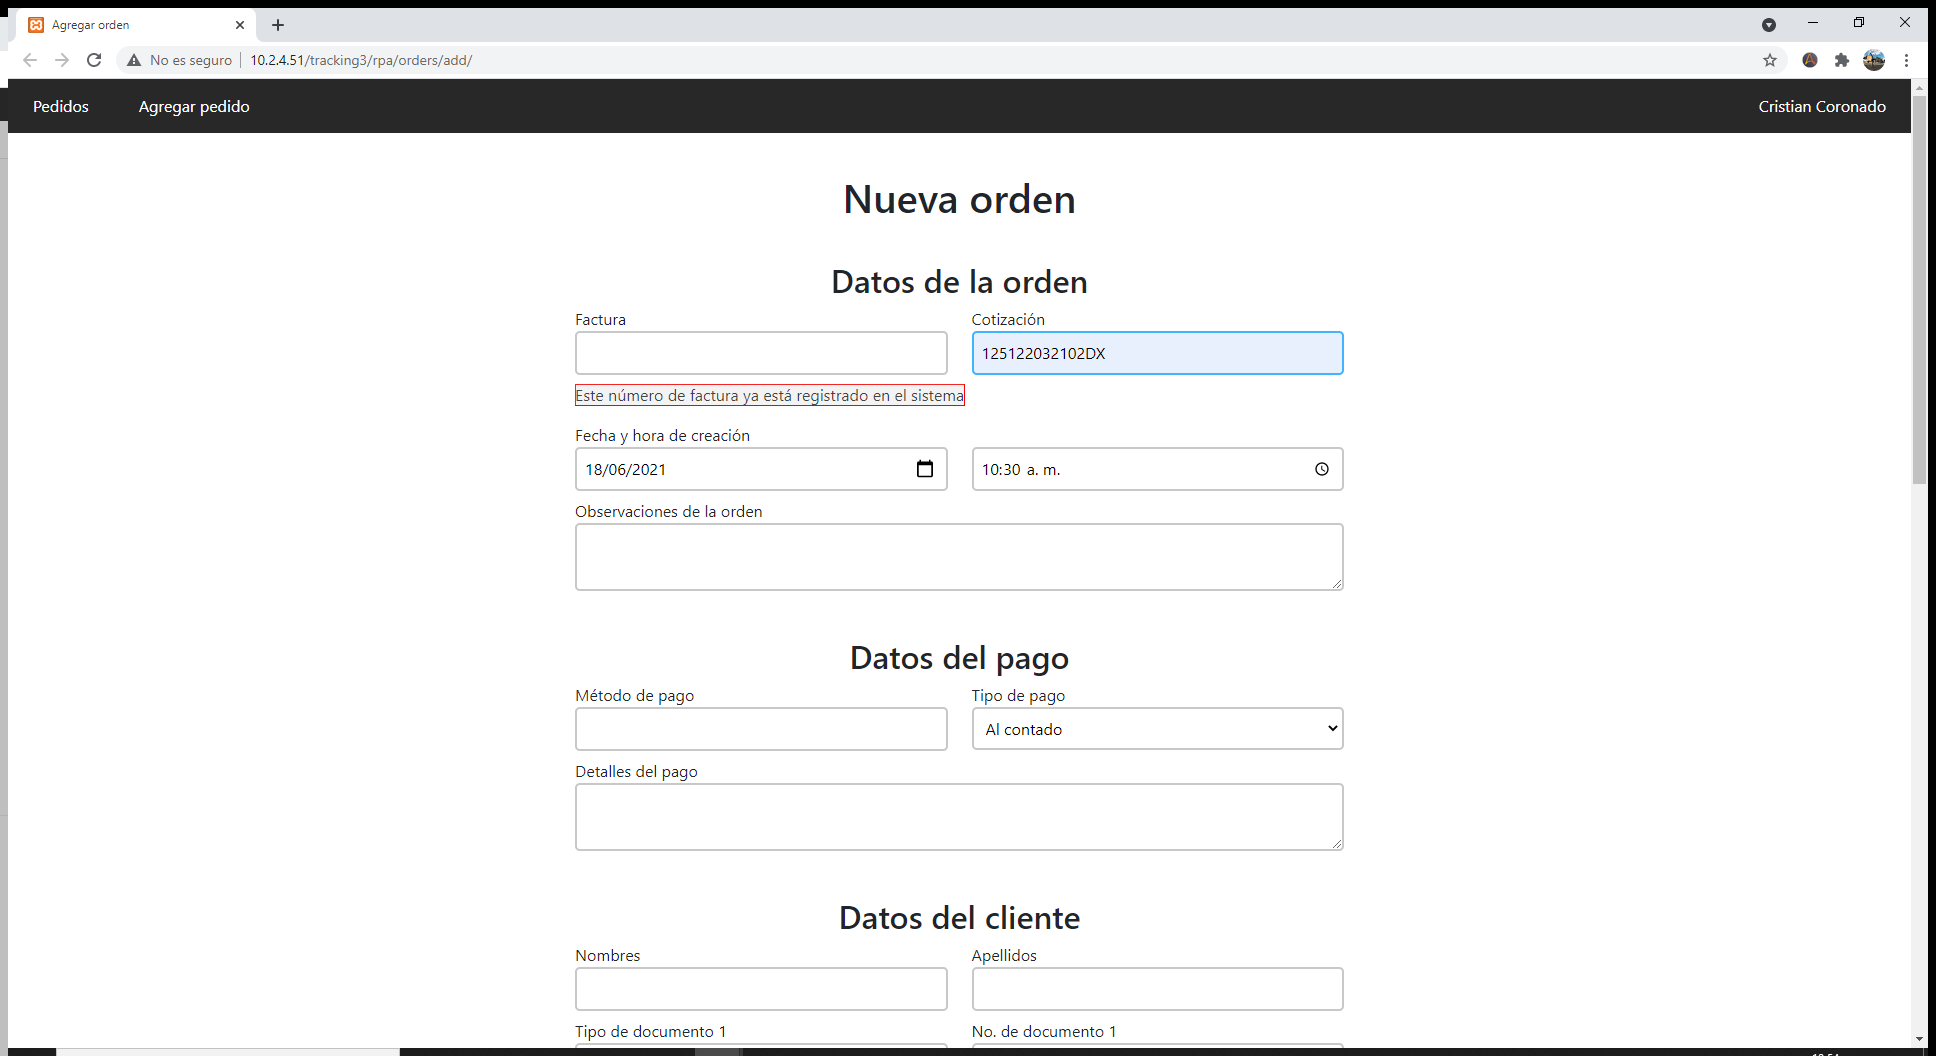 Agregar orden
No es seguro 10.2.4.51/tracking3/rpa/orders/add/
Pedidos Agregar pedido Cristian Coronado
Nueva orden
Datos de la orden
Factura Cotización
125122032102DX
Este número de factura ya está registrado en el sistema
Fecha y hora de creación
18/06/2021 10:30 a. m.
Observaciones de la orden
Datos del pago
Método de pago Tipo de pago
Al contado
Detalles del pago
Datos del cliente
Nombres Apellidos
Tipo de documento 1 No. de documento 1